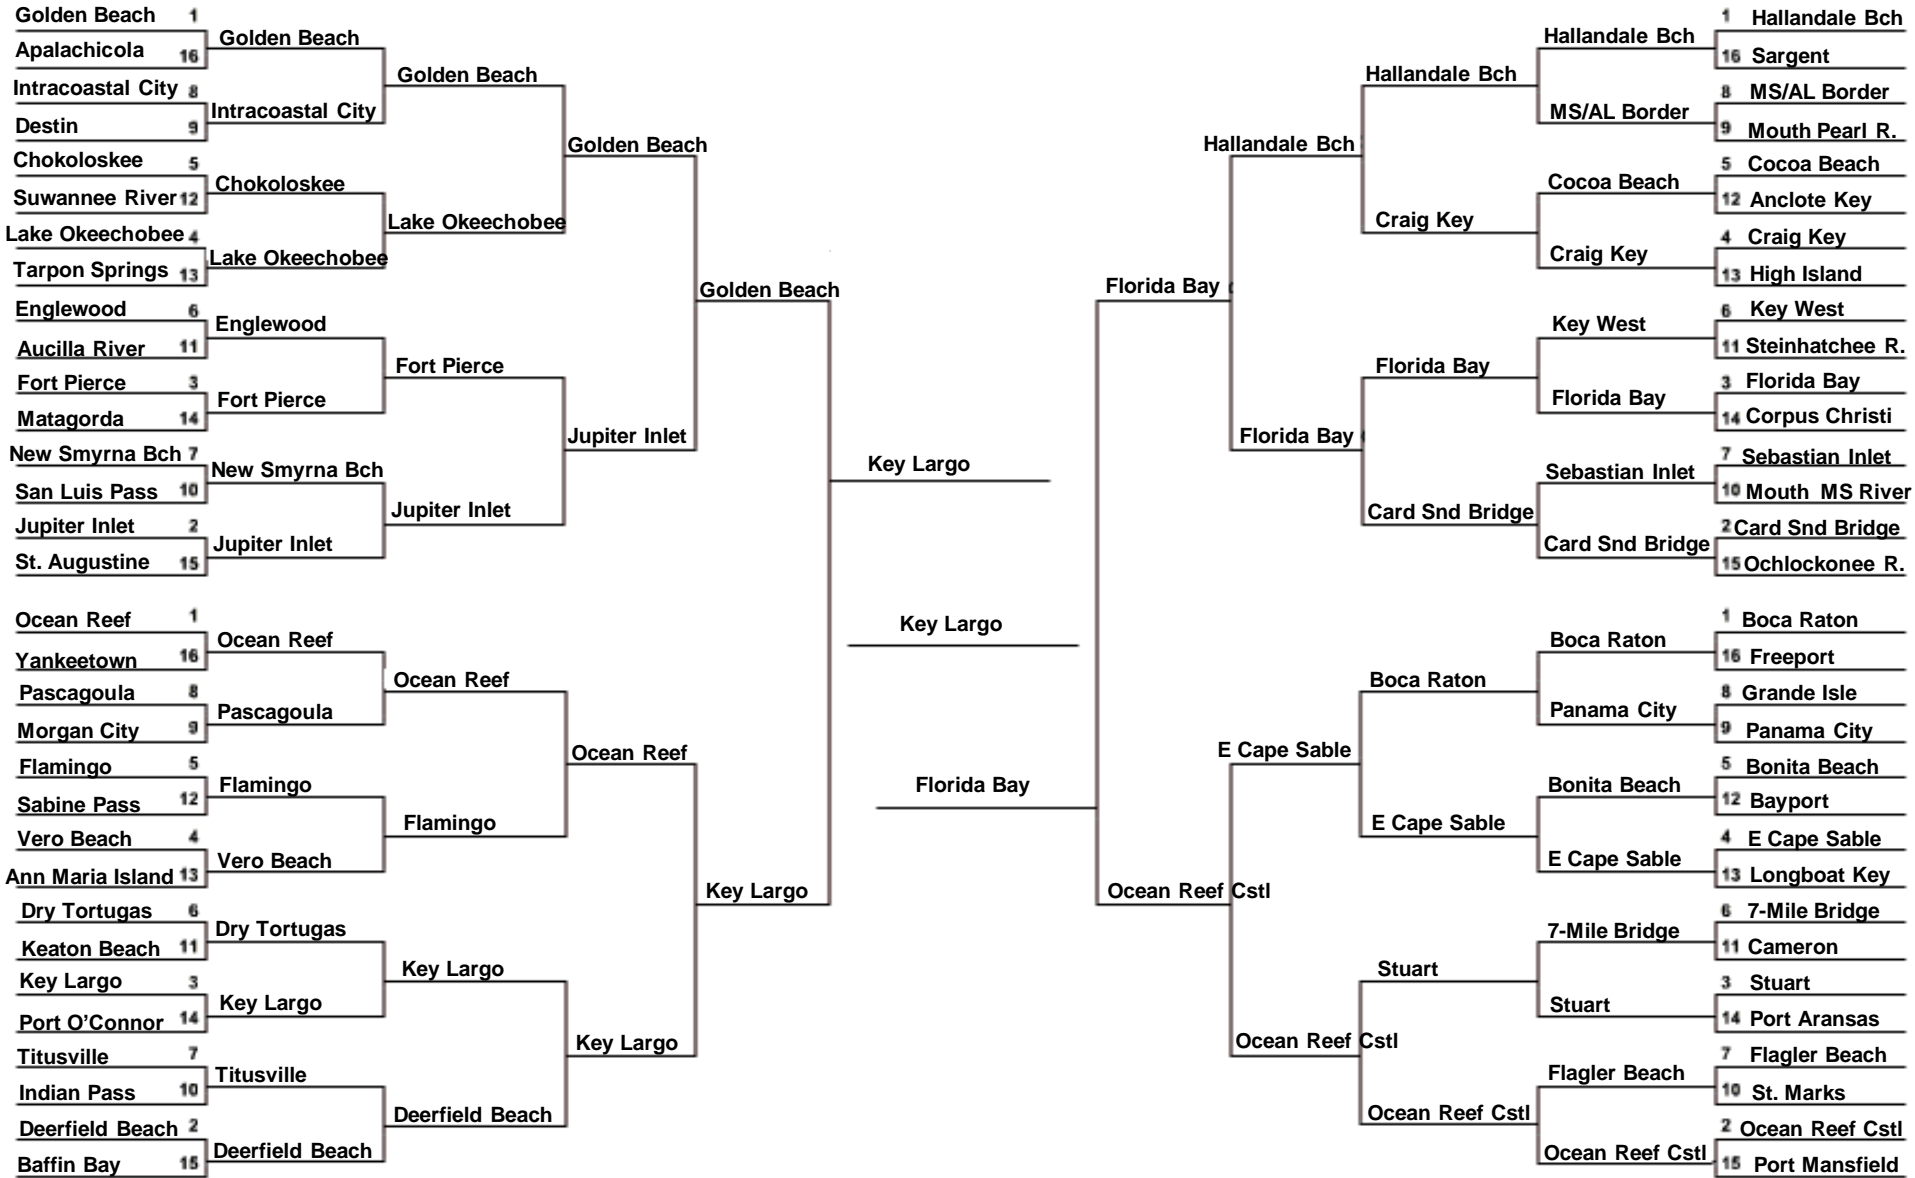 Golden Beach 1
Apalachicola 16
Intracoastal City 8
Destin 9
Chokoloskee 5
Suwannee River 12
Lake Okeechobee 4
Tarpon Springs 13
Englewood 6
Aucilla River 11
Fort Pierce 3
Matagorda 14
New Smyrna Bch 7
San Luis Pass 10
Jupiter Inlet 2
St. Augustine 15
Golden Beach
Intracoastal City
Chokoloskee
Lake Okeechobee
Englewood
Fort Pierce
New Smyrna Bch
Jupiter Inlet
Golden Beach
Lake Okeechobee
Fort Pierce
Jupiter Inlet
Golden Beach
Jupiter Inlet
Golden Beach
Ocean Reef 1
Yankeetown 16
Pascagoula 8
Morgan City 9
Flamingo 5
Sabine Pass 12
Vero Beach 4
Ann Maria Island 13
Dry Tortugas 6
Keaton Beach 11
Key Largo 3
Port O’Connor 14
Titusville 7
Indian Pass 10
Deerfield Beach 2
Baffin Bay 15
Ocean Reef
Pascagoula
Flamingo
Vero Beach
Dry Tortugas
Key Largo
Titusville
Deerfield Beach
Ocean Reef
Flamingo
Key Largo
Deerfield Beach
Ocean Reef
Key Largo
Key Largo
Key Largo
Key Largo
Florida Bay
Florida Bay
Ocean Reef Cstl
Hallandale Bch
Florida Bay
Hallandale Bch
Craig Key
Florida Bay
Card Snd Bridge
Hallandale Bch
MS/AL Border
Cocoa Beach
Craig Key
Key West
Florida Bay
Sebastian Inlet
Card Snd Bridge
1 Hallandale Bch
16 Sargent
8 MS/AL Border
9 Mouth Pearl R.
5 Cocoa Beach
12 Anclote Key
4 Craig Key
13 High Island
6 Key West
11 Steinhatchee R.
3 Florida Bay
14 Corpus Christi
7 Sebastian Inlet
10 Mouth MS River
2 Card Snd Bridge
15 Ochlockonee R.
E Cape Sable
Ocean Reef Cstl
Boca Raton
E Cape Sable
Stuart
Ocean Reef Cstl
Boca Raton
Panama City
Bonita Beach
E Cape Sable
7-Mile Bridge
Stuart
Flagler Beach
Ocean Reef Cstl
1 Boca Raton
16 Freeport
8 Grande Isle
9 Panama City
5 Bonita Beach
12 Bayport
4 E Cape Sable
13 Longboat Key
6 7-Mile Bridge
11 Cameron
3 Stuart
14 Port Aransas
7 Flagler Beach
10 St. Marks
2 Ocean Reef Cstl
15 Port Mansfield